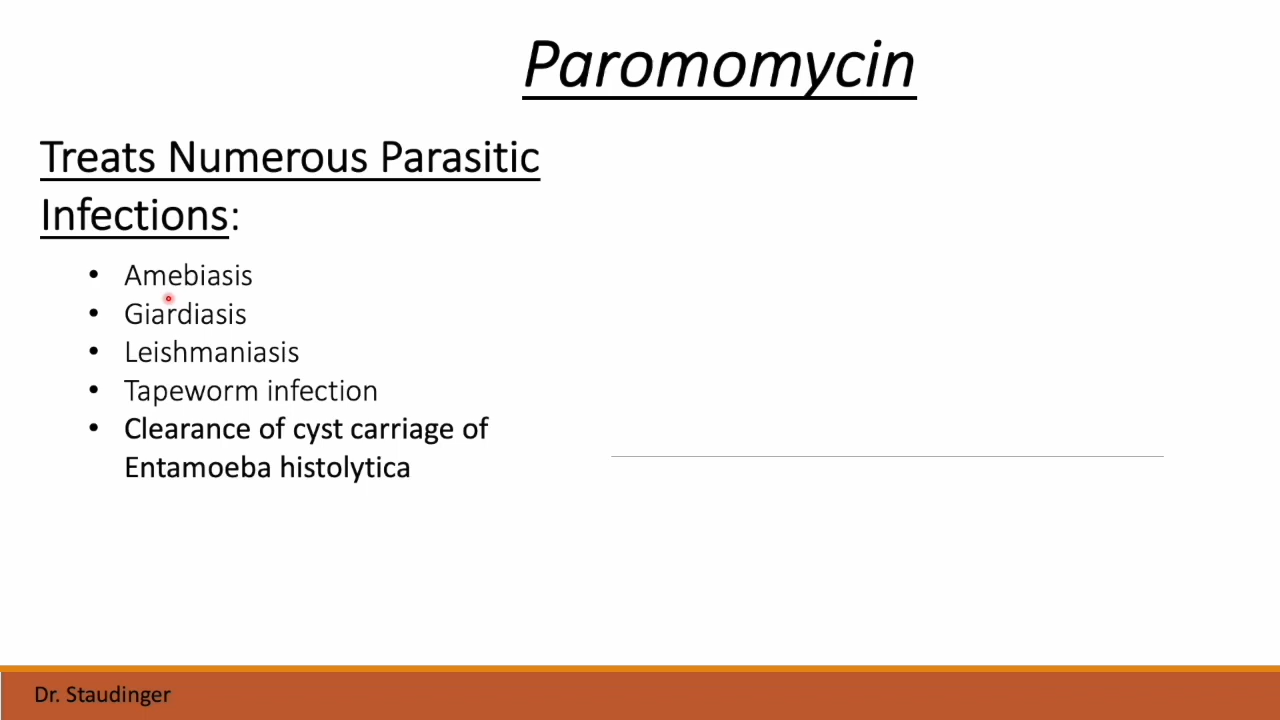 Paromomycin
Treats Numerous Parasitic
Infections:
• Amebiasis
• Giardiasis
• Leishmaniasis
• Tapeworm infection
• Clearance of cyst carriage of
Entamoeba histolytica
Dr. Staudinger